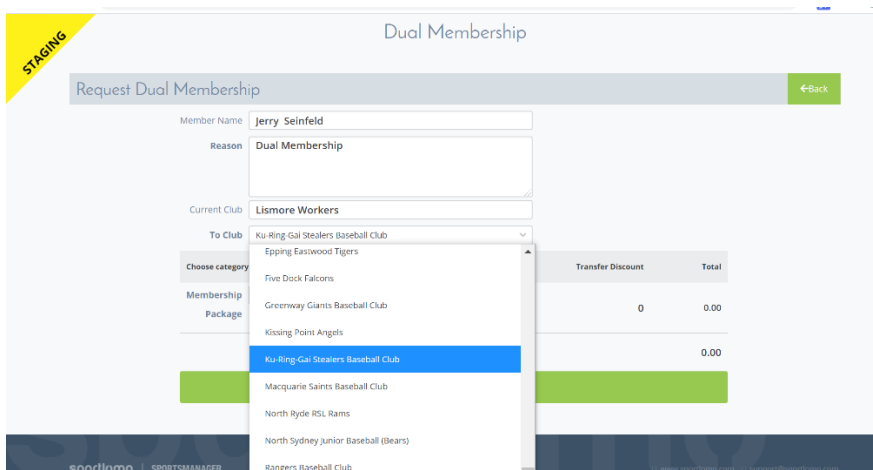 STAGING
Dual Membership
Request Dual Membership
Back
Member Name Jerry Seinfeld
Reason Dual Membership
Current Club Lismore Workers
To Club Ku-Ring-Gai Stealers Baseball Club
Epping Eastwood Tigers
Choose category Transfer Discount Total
Five Dock Falcons
Membership Package
Greenway Giants Baseball Club
0 0.00
Kissing Point Angels
0.00
Ku-Ring-Gai Stealers Baseball Club
Macquarie Saints Baseball Club
North Ryde RSL Rams
North Sydney Junior Baseball (Bears)
Rangers Baseball Club
SPORTSMANAGER